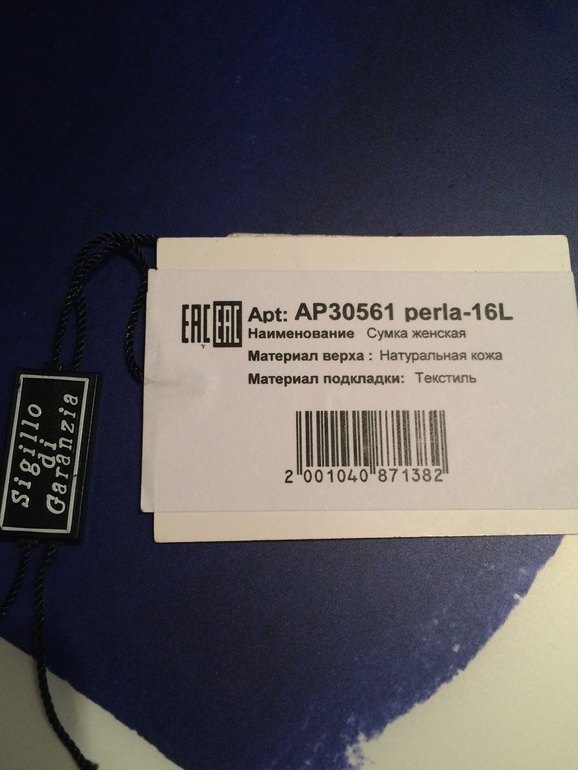 EAC EAC Арт: AP30561 perla-16L
Наименование Сумка женская
Материал верха : Натуральная кожа
Материал подкладки: Текстиль
2 001040 871382
Sigillo
di
Garanzia